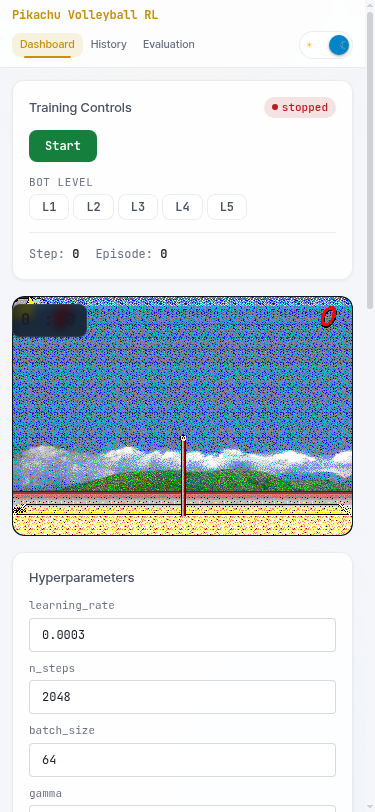 Pikachu Volleyball RL
Dashboard History Evaluation
Training Controls
stopped
Start
BOT LEVEL
L1 L2 L3 L4 L5
Step: 0 Episode: 0
0
0
Hyperparameters
learning_rate
0.0003
n_steps
2048
batch_size
64
gamma